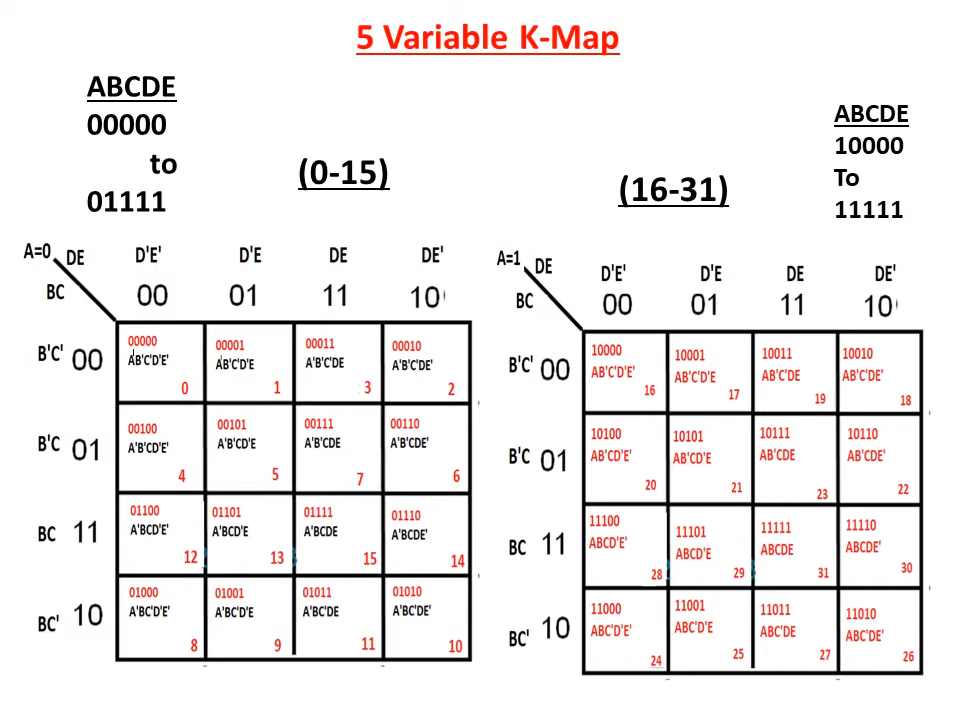 5 Variable K-Map
ABCDE
00000
to
01111
(0-15)
(16-31)
ABCDE
10000
To
11111
A=0 DE
BC
D'E' D'E DE DE'
00 01 11 10
B'C' 00
00000 00001 00011 00010
AB'C'D'E' AB'C'D'E A'B'C'DE A'B'C'DE'
0 1 3 2
B'C 01
00100 00101 00111 00110
A'B'CD'E' A'B'CD'E A'B'CDE A'B'CDE'
4 5 7 6
BC 11
01100 01101 01111 01110
A'BCD'E' A'BCD'E A'BCDE A'BCDE'
12 13 15 14
BC' 10
01000 01001 01011 01010
A'BC'D'E' A'BC'D'E A'BC'DE A'BC'DE'
8 9 11 10
A=1 DE
BC
D'E' D'E DE DE'
00 01 11 10
B'C' 00
10000 10001 10011 10010
AB'C'D'E' AB'C'D'E AB'C'DE AB'C'DE'
16 17 19 18
B'C 01
10100 10101 10111 10110
AB'CD'E' AB'CD'E AB'CDE AB'CDE'
20 21 23 22
BC 11
11100 11101 11111 11110
ABCD'E' ABCD'E ABCDE ABCDE'
28 29 31 30
BC' 10
11000 11001 11011 11010
ABC'D'E' ABC'D'E ABC'DE ABC'DE'
24 25 27 26